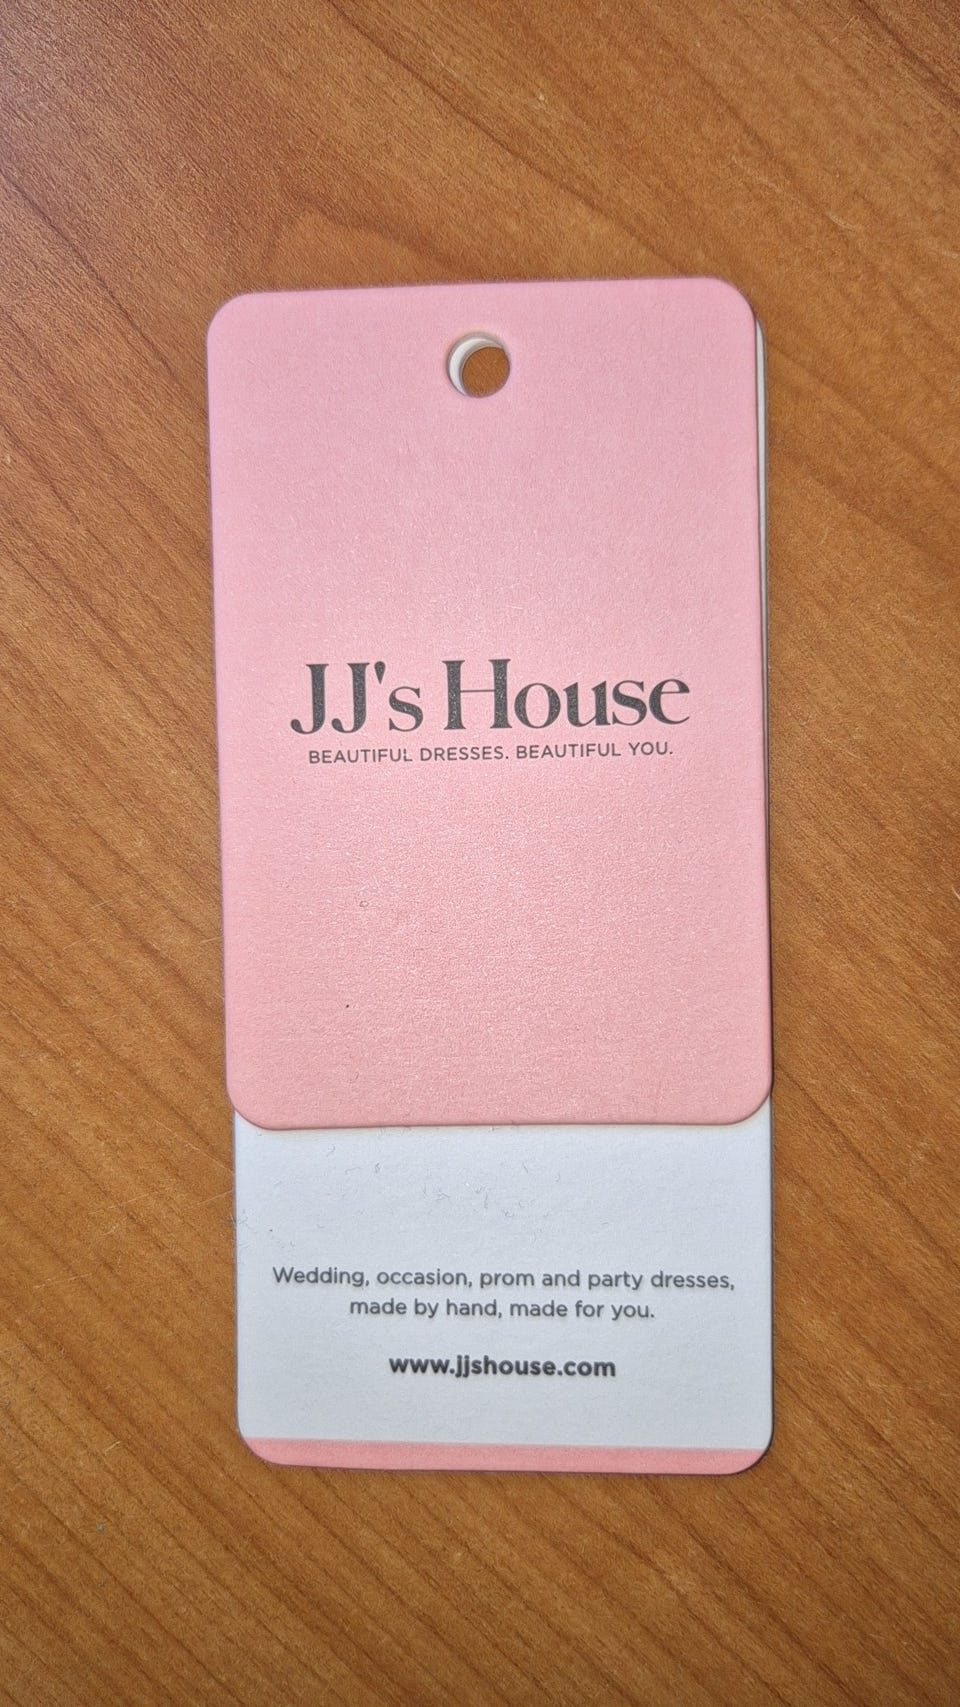 JJ's House
BEAUTIFUL DRESSES. BEAUTIFUL YOU.
Wedding, occasion, prom and party dresses,
made by hand, made for you.
www.jjshouse.com